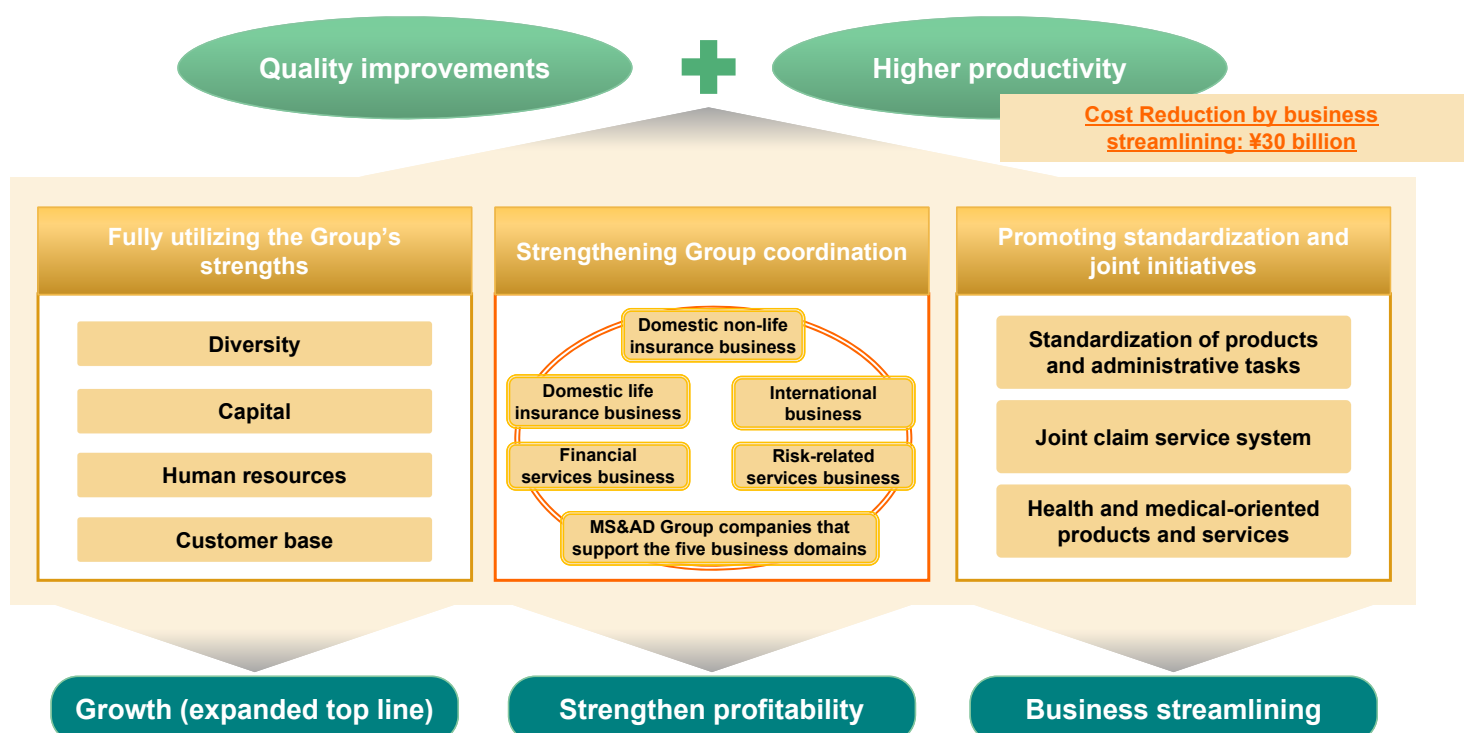 Quality improvements
Higher productivity
Cost Reduction by business
streamlining: ¥30 billion
Fully utilizing the Group's
strengths
Diversity
Capital
Human resources
Customer base
Strengthening Group coordination
Domestic non-life
insurance business
Domestic life
insurance business
International
business
Financial
services business
Risk-related
services business
MS&AD Group companies that
support the five business domains
Promoting standardization and
joint initiatives
Standardization of products
and administrative tasks
Joint claim service system
Health and medical-oriented
products and services
Growth (expanded top line)
Strengthen profitability
Business streamlining